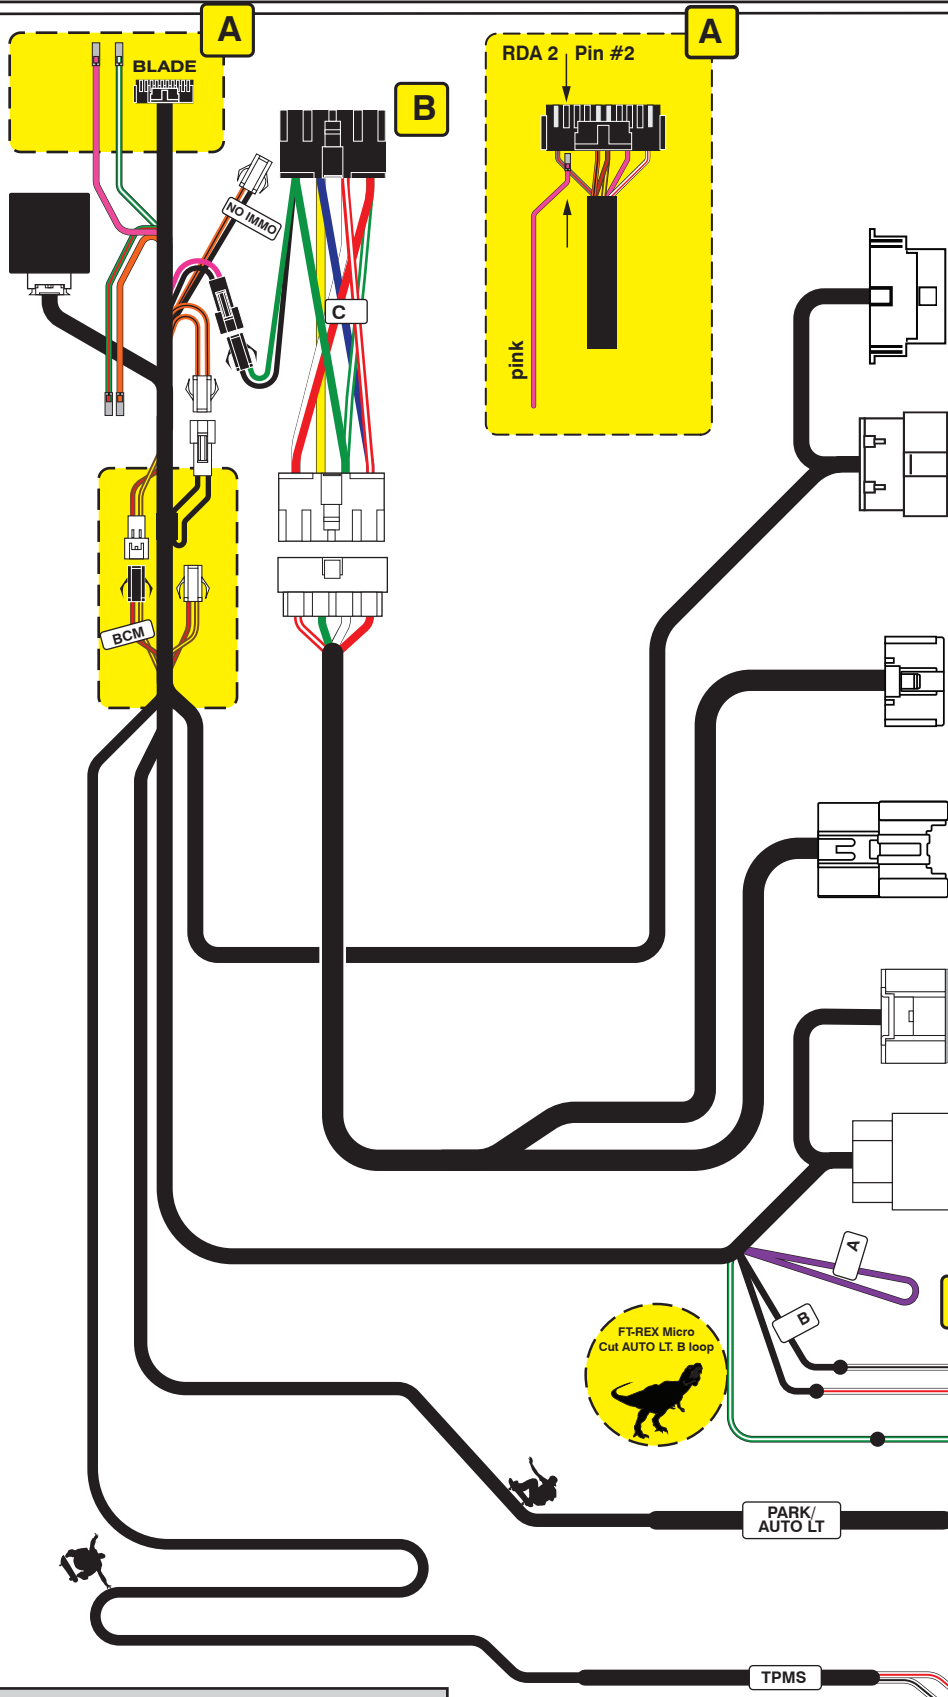 A
A
RDA 2
Pin #2
BLADE
B
NO IMMO
C
pink
BCM
A
B
FT-REX Micro
Cut AUTO LT. B loop
PARK/
AUTO LT
TPMS